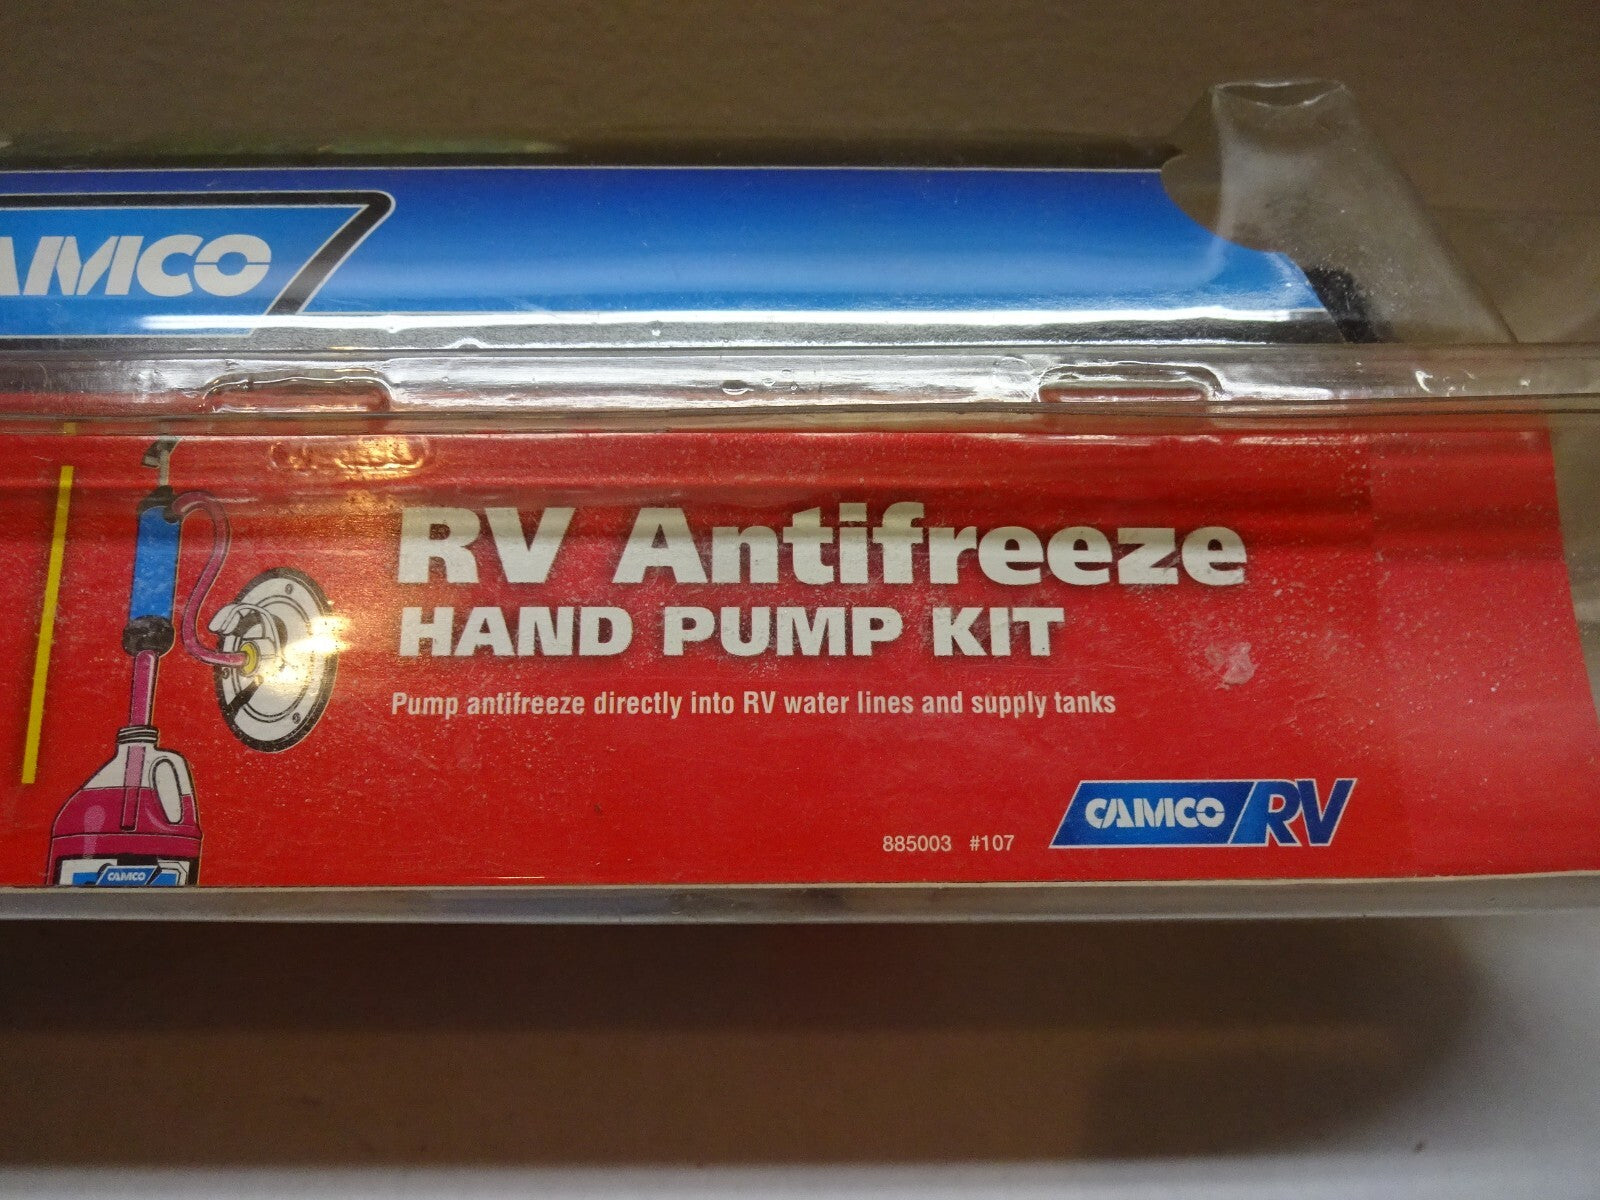 AMCO
RV Antifreeze
HAND PUMP KIT
Pump antifreeze directly into RV water lines and supply tanks
885003 #107
CAMCO RV
CAMCO